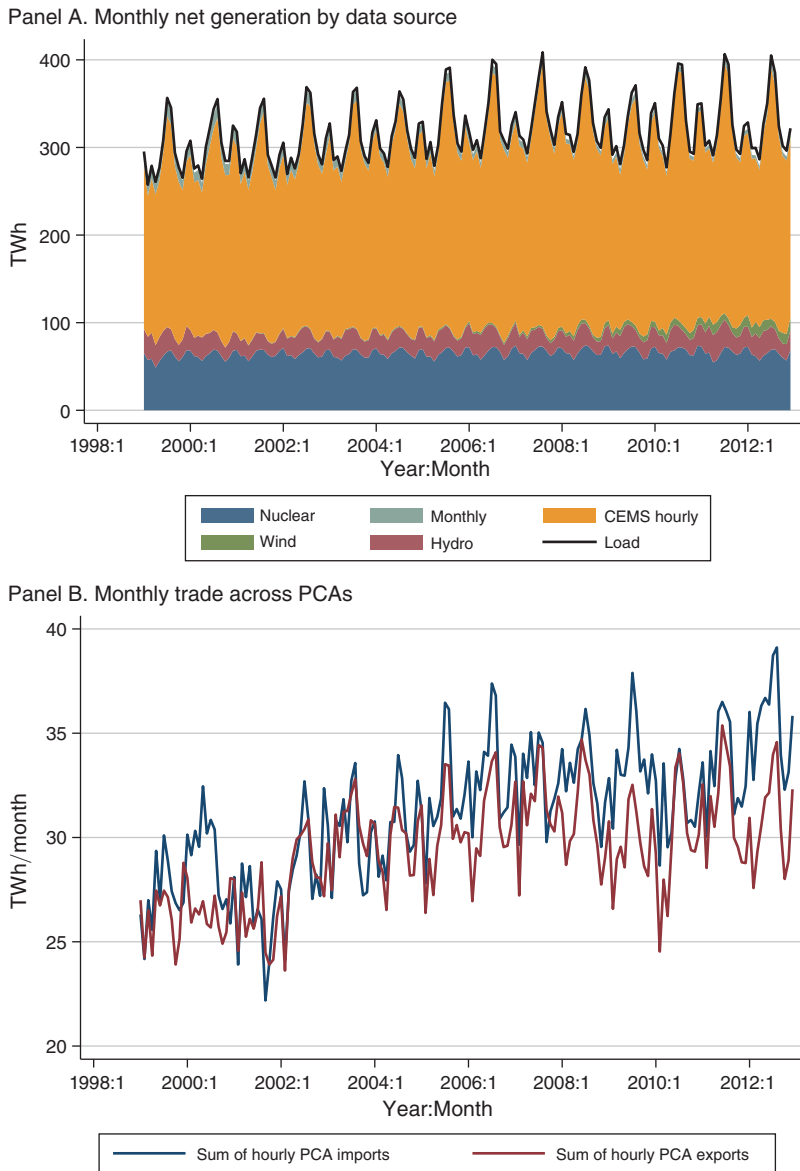 Panel A. Monthly net generation by data source
400
300
200
100
0
TWh
1998:1 2000:1 2002:1 2004:1 2006:1 2008:1 2010:1 2012:1
Year:Month
Nuclear Monthly CEMS hourly
Wind Hydro Load
Panel B. Monthly trade across PCAs
40
35
30
25
20
TWh/month
1998:1 2000:1 2002:1 2004:1 2006:1 2008:1 2010:1 2012:1
Year:Month
Sum of hourly PCA imports Sum of hourly PCA exports